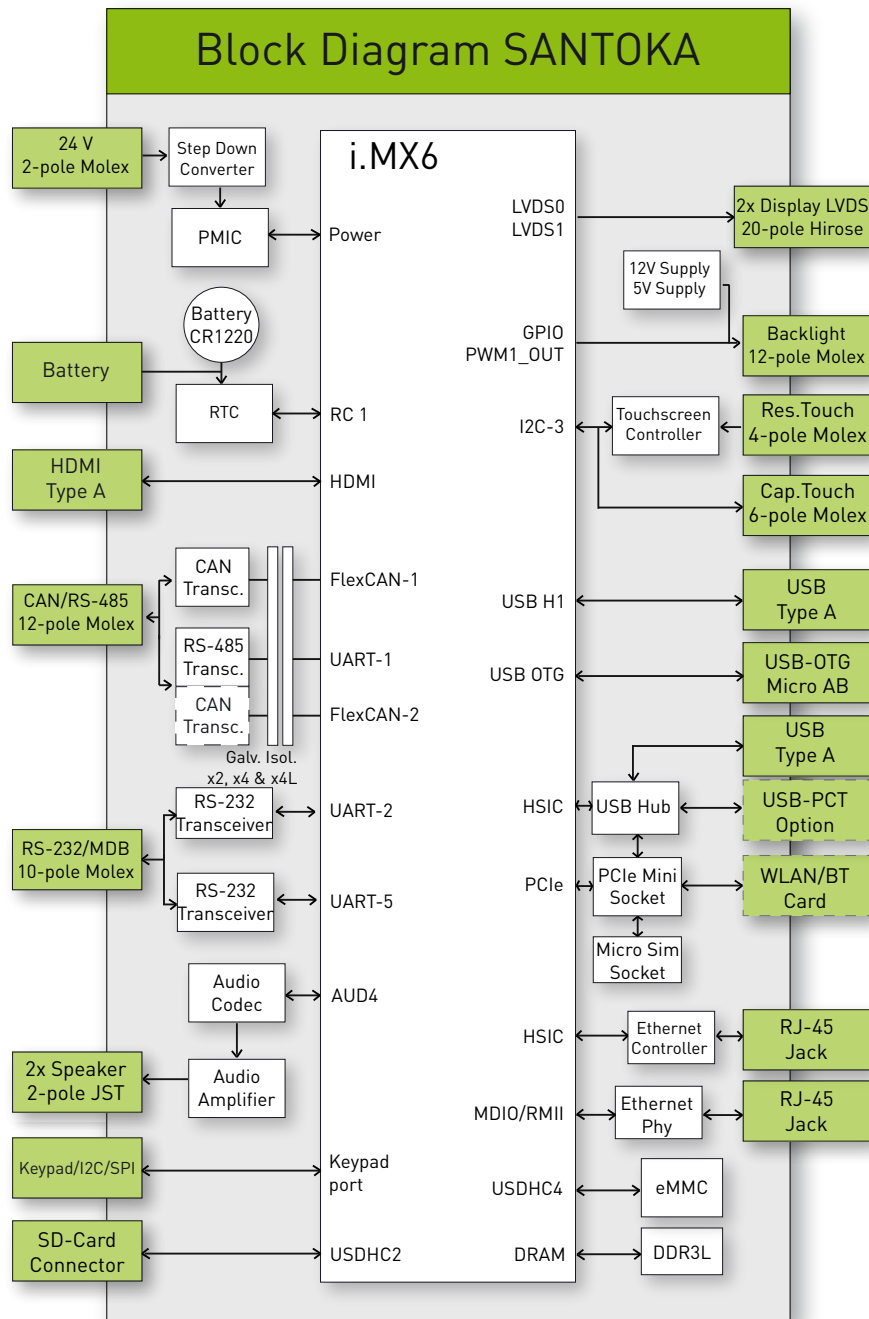 Block Diagram SANTOKA
24 V
2-pole Molex
Step Down
Converter
PMIC
Battery
CR1220
Battery
RTC
HDMI
Type A
CAN
Transc.
CAN/RS-485
12-pole Molex
RS-485
Transc.
CAN
Transc.
Galv. Isol.
x2, x4 & x4L
RS-232
Transceiver
RS-232/MDB
10-pole Molex
RS-232
Transceiver
Audio
Codec
2x Speaker
2-pole JST
Audio
Amplifier
Keypad/I2C/SPI
SD-Card
Connector
i.MX6
Power
RC 1
HDMI
FlexCAN-1
UART-1
FlexCAN-2
UART-2
UART-5
AUD4
Keypad
port
USDHC2
LVDS0
LVDS1
GPIO
PWM1_OUT
I2C-3
USB H1
USB OTG
HSIC
PCIe
HSIC
MDIO/RMII
USDHC4
DRAM
2x Display LVDS
20-pole Hirose
12V Supply
5V Supply
Backlight
12-pole Molex
Touchscreen
Controller
Res.Touch
4-pole Molex
Cap.Touch
6-pole Molex
USB
Type A
USB-OTG
Micro AB
USB
Type A
USB Hub
USB-PCT
Option
PCIe Mini
Socket
WLAN/BT
Card
Micro Sim
Socket
Ethernet
Controller
RJ-45
Jack
Ethernet
Phy
RJ-45
Jack
eMMC
DDR3L